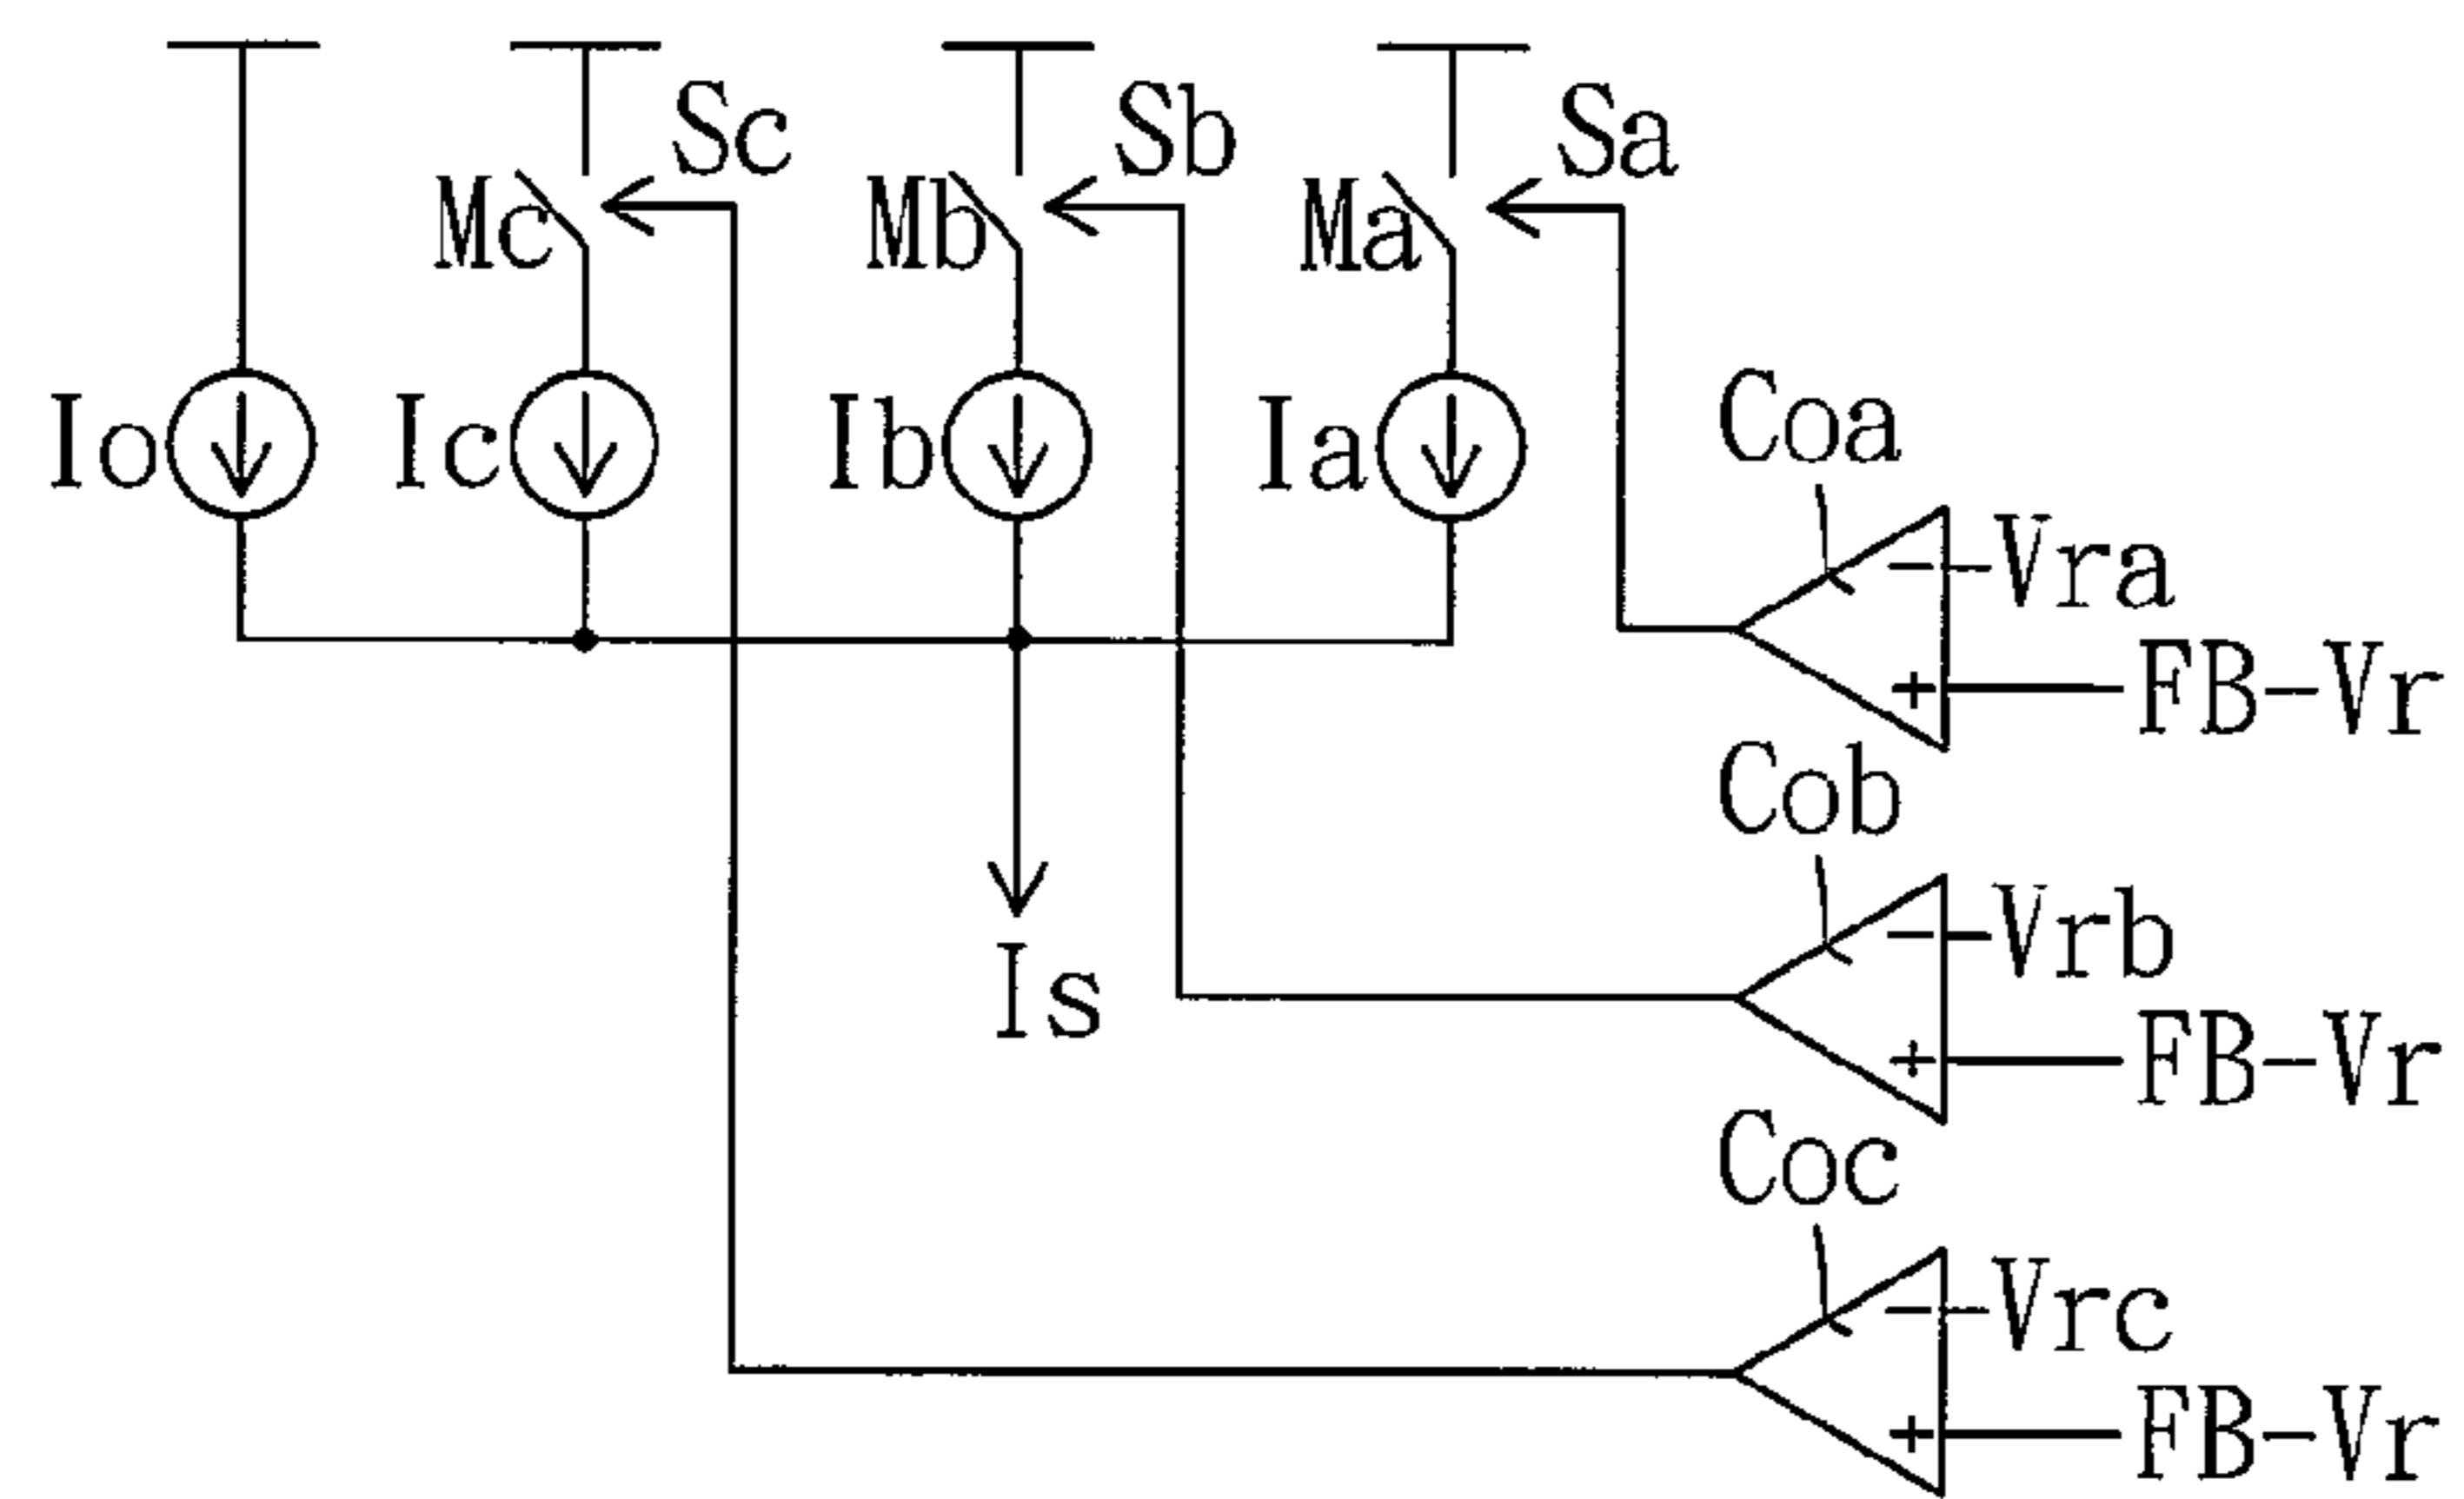 Sc Sb Sa
Mc Mb Ma
Io Ic Ib Ia
Coa
- Vra
+ FB-Vr
Cob
- Vrb
Is
+ FB-Vr
Coc
- Vrc
+ FB-Vr